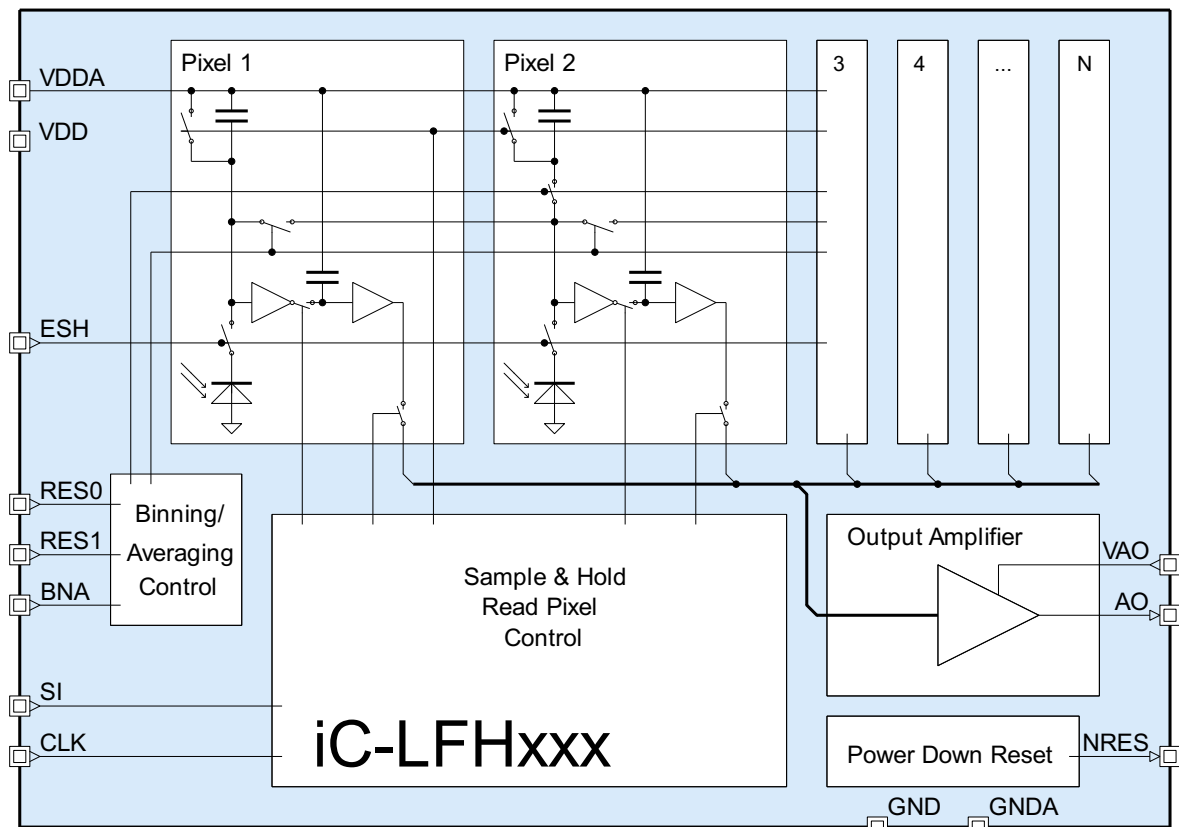 Pixel 1
Pixel 2
3
4
...
N
VDDA
VDD
ESH
RES0
RES1
BNA
Binning/
Averaging
Control
SI
CLK
Sample & Hold
Read Pixel
Control
iC-LFHxxx
Output Amplifier
VAO
AO
Power Down Reset
NRES
GND
GNDA